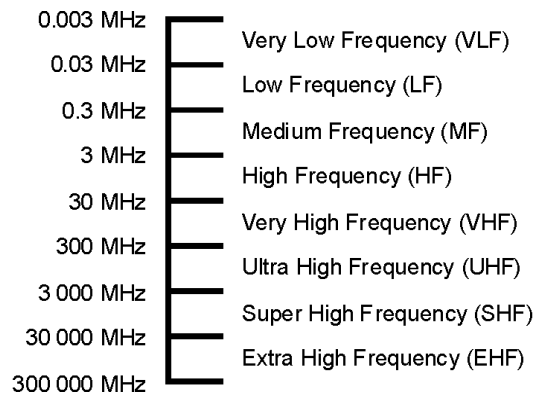 0.003 MHz
Very Low Frequency (VLF)
0.03 MHz
Low Frequency (LF)
0.3 MHz
Medium Frequency (MF)
3 MHz
High Frequency (HF)
30 MHz
Very High Frequency (VHF)
300 MHz
Ultra High Frequency (UHF)
3 000 MHz
Super High Frequency (SHF)
30 000 MHz
Extra High Frequency (EHF)
300 000 MHz